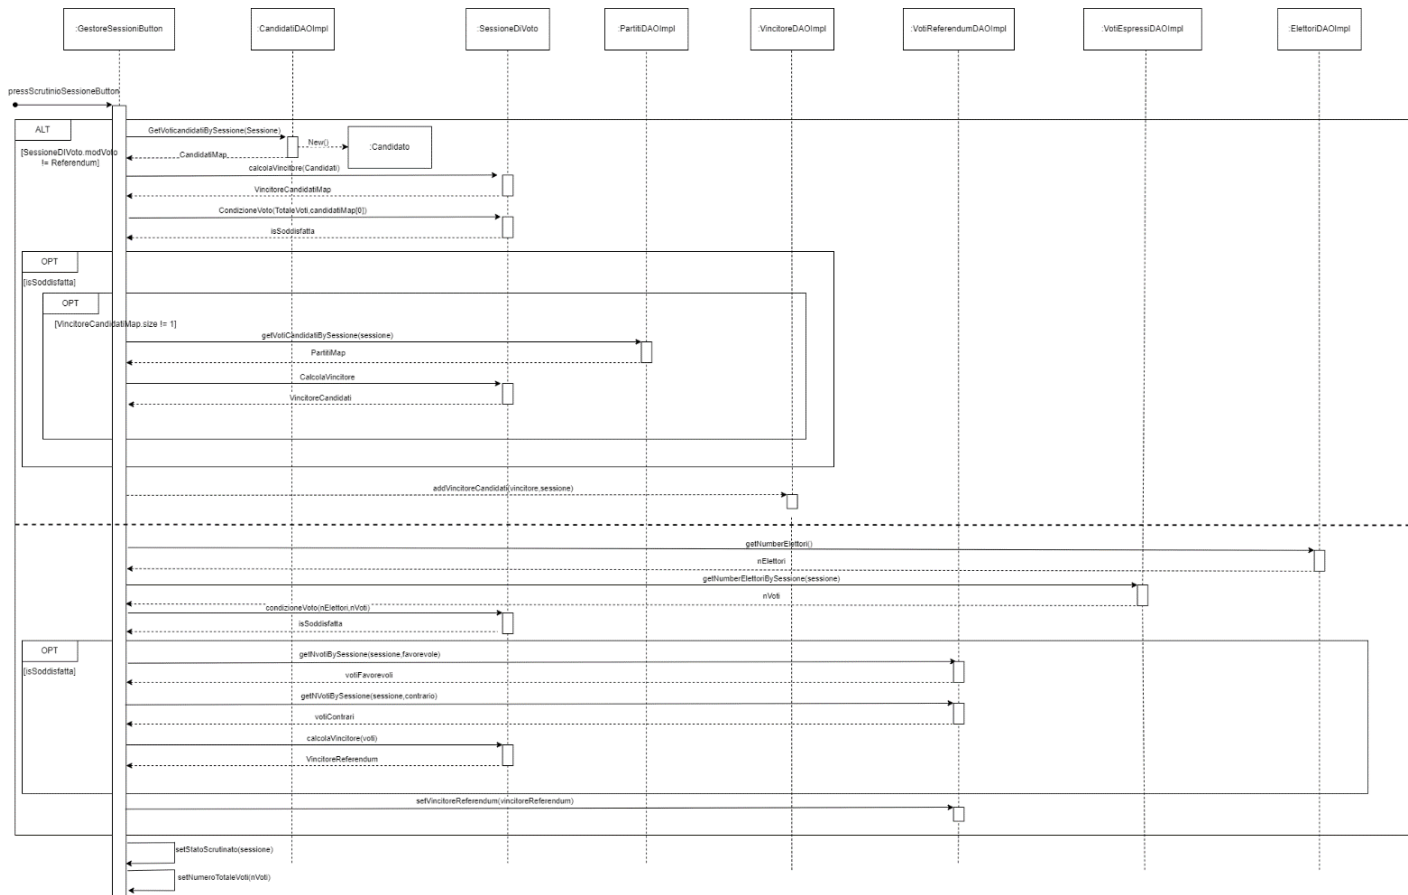 :GestoreSessioniButton
:CandidatiDAOImpl
:SessioneDiVoto
:PartitiDAOImpl
:VincitoreDAOImpl
:VotiReferendumDAOImpl
:VotiEspressiDAOImpl
:ElettoriDAOImpl
pressScrutinioSessioneButton
ALT
[SessioneDIVoto.modVoto
!= Referendum]
GetVoticandidatiBySessione(Sessione)
New()
:Candidato
CandidatiMap
calcolaVincitore(Candidati)
VincitoreCandidatiMap
CondizioneVoto(TotaleVoti,candidatiMap[0])
isSoddisfatta
OPT
[isSoddisfatta]
OPT
[VincitoreCandidatiMap.size != 1]
getVotiCandidatiBySessione(sessione)
PartitiMap
CalcolaVincitore
VincitoreCandidati
addVincitoreCandidati(vincitore,sessione)
getNumberElettori()
nElettori
getNumberElettoriBySessione(sessione)
nVoti
condizioneVoto(nElettori,nVoti)
isSoddisfatta
OPT
[isSoddisfatta]
getNvotiBySessione(sessione,favorevole)
votiFavorevoli
getNVotiBySessione(sessione,contrario)
votiContrari
calcolaVincitore(voti)
VincitoreReferendum
setVincitoreReferendum(vincitoreReferendum)
setStatoScrutinato(sessione)
setNumeroTotaleVoti(nVoti)